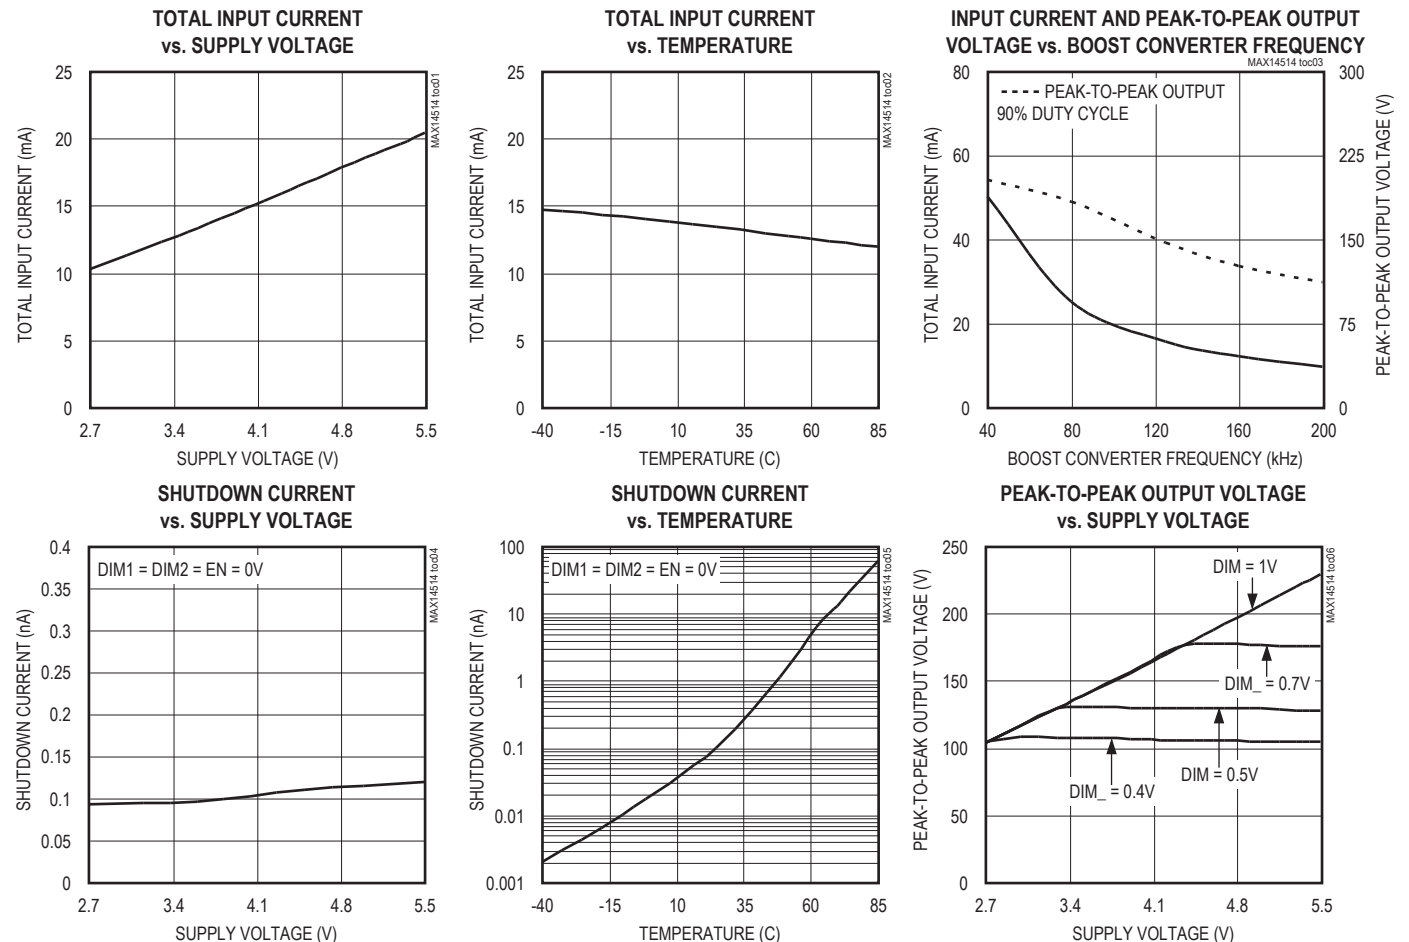 TOTAL INPUT CURRENT
vs. SUPPLY VOLTAGE
MAX14514 toc01
TOTAL INPUT CURRENT (mA)
25
20
15
10
5
0
2.7 3.4 4.1 4.8 5.5
SUPPLY VOLTAGE (V)
TOTAL INPUT CURRENT
vs. TEMPERATURE
MAX14514 toc02
TOTAL INPUT CURRENT (mA)
25
20
15
10
5
0
-40 -15 10 35 60 85
TEMPERATURE (C)
INPUT CURRENT AND PEAK-TO-PEAK OUTPUT
VOLTAGE vs. BOOST CONVERTER FREQUENCY
MAX14514 toc03
PEAK-TO-PEAK OUTPUT
90% DUTY CYCLE
TOTAL INPUT CURRENT (mA)
80
60
40
20
0
300
225
150
75
0
PEAK-TO-PEAK OUTPUT VOLTAGE (V)
40 80 120 160 200
BOOST CONVERTER FREQUENCY (kHz)
SHUTDOWN CURRENT
vs. SUPPLY VOLTAGE
MAX14514 toc04
DIM1 = DIM2 = EN = 0V
SHUTDOWN CURRENT (nA)
0.4
0.35
0.3
0.25
0.2
0.15
0.1
0.05
0
2.7 3.4 4.1 4.8 5.5
SUPPLY VOLTAGE (V)
SHUTDOWN CURRENT
vs. TEMPERATURE
MAX14514 toc05
DIM1 = DIM2 = EN = 0V
SHUTDOWN CURRENT (nA)
100
10
1
0.1
0.01
0.001
-40 -15 10 35 60 85
TEMPERATURE (C)
PEAK-TO-PEAK OUTPUT VOLTAGE
vs. SUPPLY VOLTAGE
MAX14514 toc06
PEAK-TO-PEAK OUTPUT VOLTAGE (V)
250
200
150
100
50
0
DIM = 1V
DIM_ = 0.7V
DIM = 0.5V
DIM_ = 0.4V
2.7 3.4 4.1 4.8 5.5
SUPPLY VOLTAGE (V)